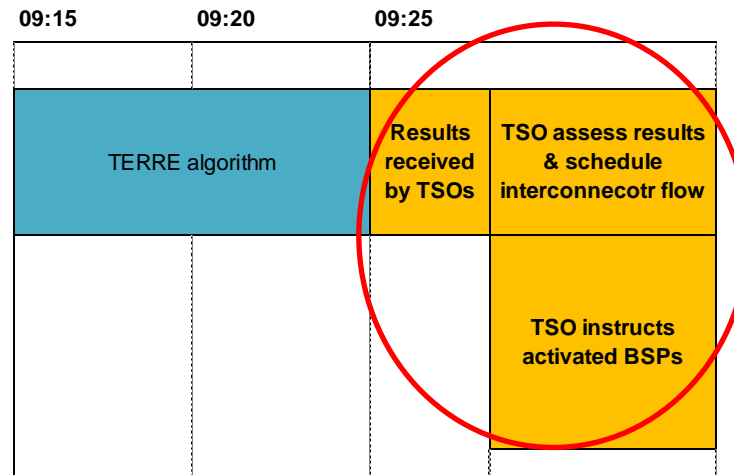 09:15 09:20 09:25
TERRE algorithm
Results
received
by TSOs
TSO assess results
& schedule
interconnecotr flow
TSO instructs
activated BSPs